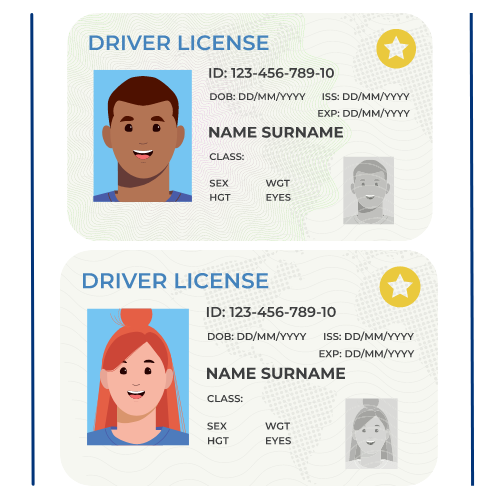 DRIVER LICENSE
ID: 123-456-789-10
DOB: DD/MM/YYYY ISS: DD/MM/YYYY
EXP: DD/MM/YYYY
NAME SURNAME
CLASS:
SEX WGT
HGT EYES
DRIVER LICENSE
ID: 123-456-789-10
DOB: DD/MM/YYYY ISS: DD/MM/YYYY
EXP: DD/MM/YYYY
NAME SURNAME
CLASS:
SEX WGT
HGT EYES